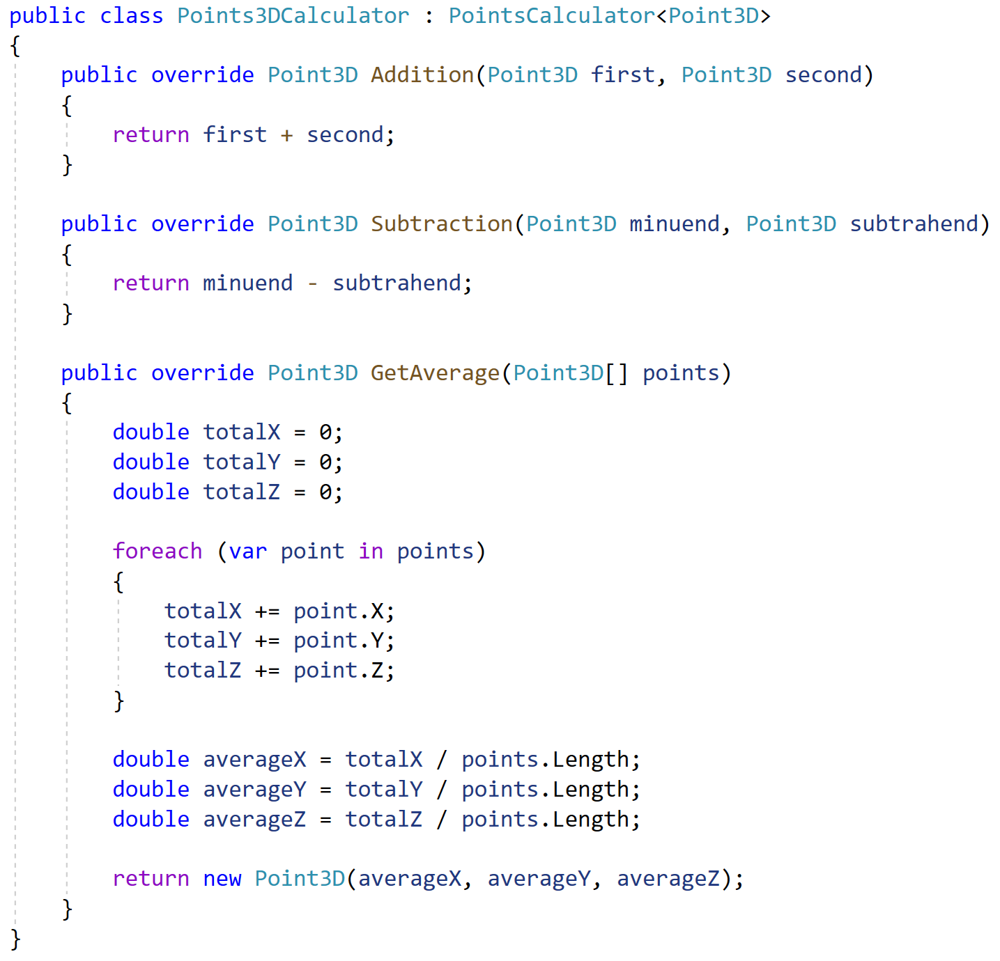 public class Points3DCalculator : PointsCalculator<Point3D>
{
    public override Point3D Addition(Point3D first, Point3D second)
    {
        return first + second;
    }

    public override Point3D Subtraction(Point3D minuend, Point3D subtrahend)
    {
        return minuend - subtrahend;
    }

    public override Point3D GetAverage(Point3D[] points)
    {
        double totalX = 0;
        double totalY = 0;
        double totalZ = 0;

        foreach (var point in points)
        {
            totalX += point.X;
            totalY += point.Y;
            totalZ += point.Z;
        }

        double averageX = totalX / points.Length;
        double averageY = totalY / points.Length;
        double averageZ = totalZ / points.Length;

        return new Point3D(averageX, averageY, averageZ);
    }
}